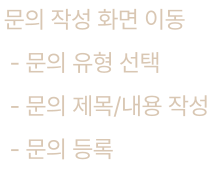 문의 작성 화면 이동
- 문의 유형 선택
- 문의 제목/내용 작성
- 문의 등록